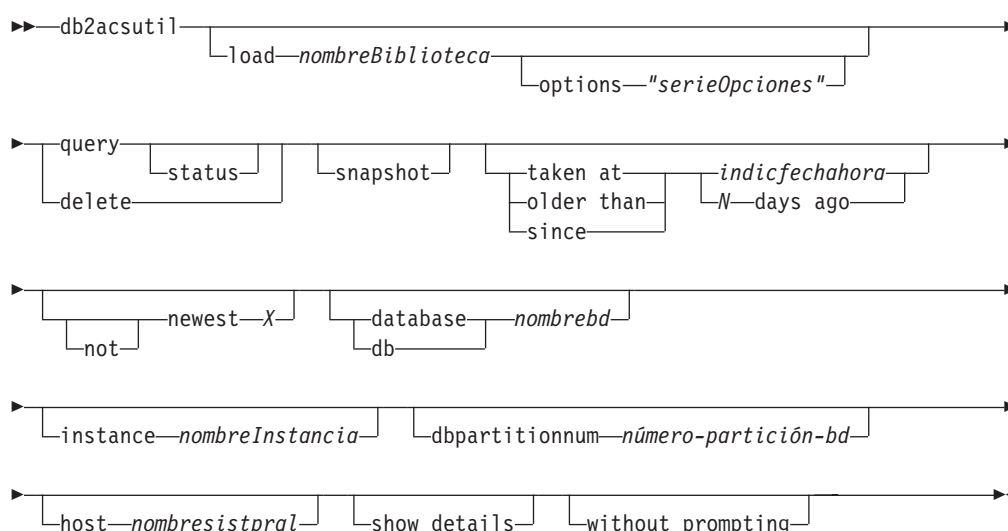 db2acsutil
load nombreBiblioteca
options "serieOpciones"
query
status
delete
snapshot
taken at
older than
since
indicfechahora
N days ago
not
newest X
database
db
nombrebd
instance nombreInstancia
dbpartitionnum número-partición-bd
host nombresistpral
show details
without prompting